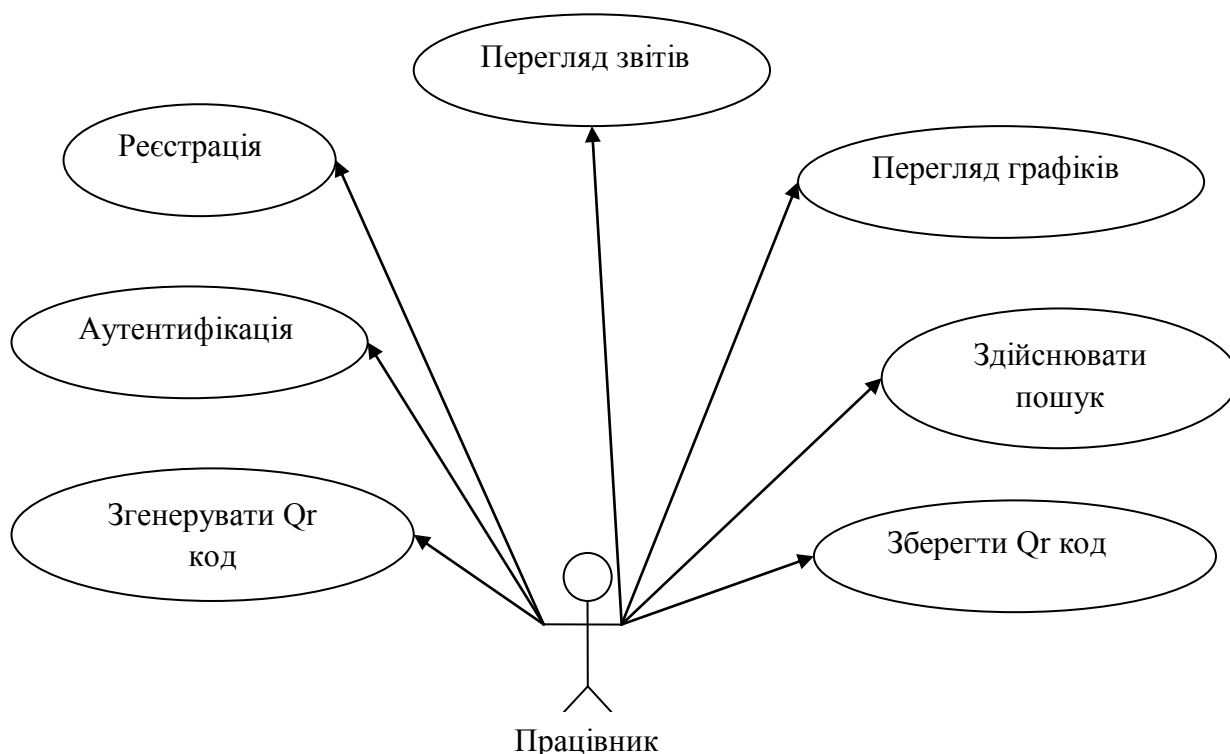 Перегляд звітів
Реєстрація
Перегляд графіків
Аутентифікація
Здійснювати
пошук
Згенерувати Qr
код
Зберегти Qr код
Працівник